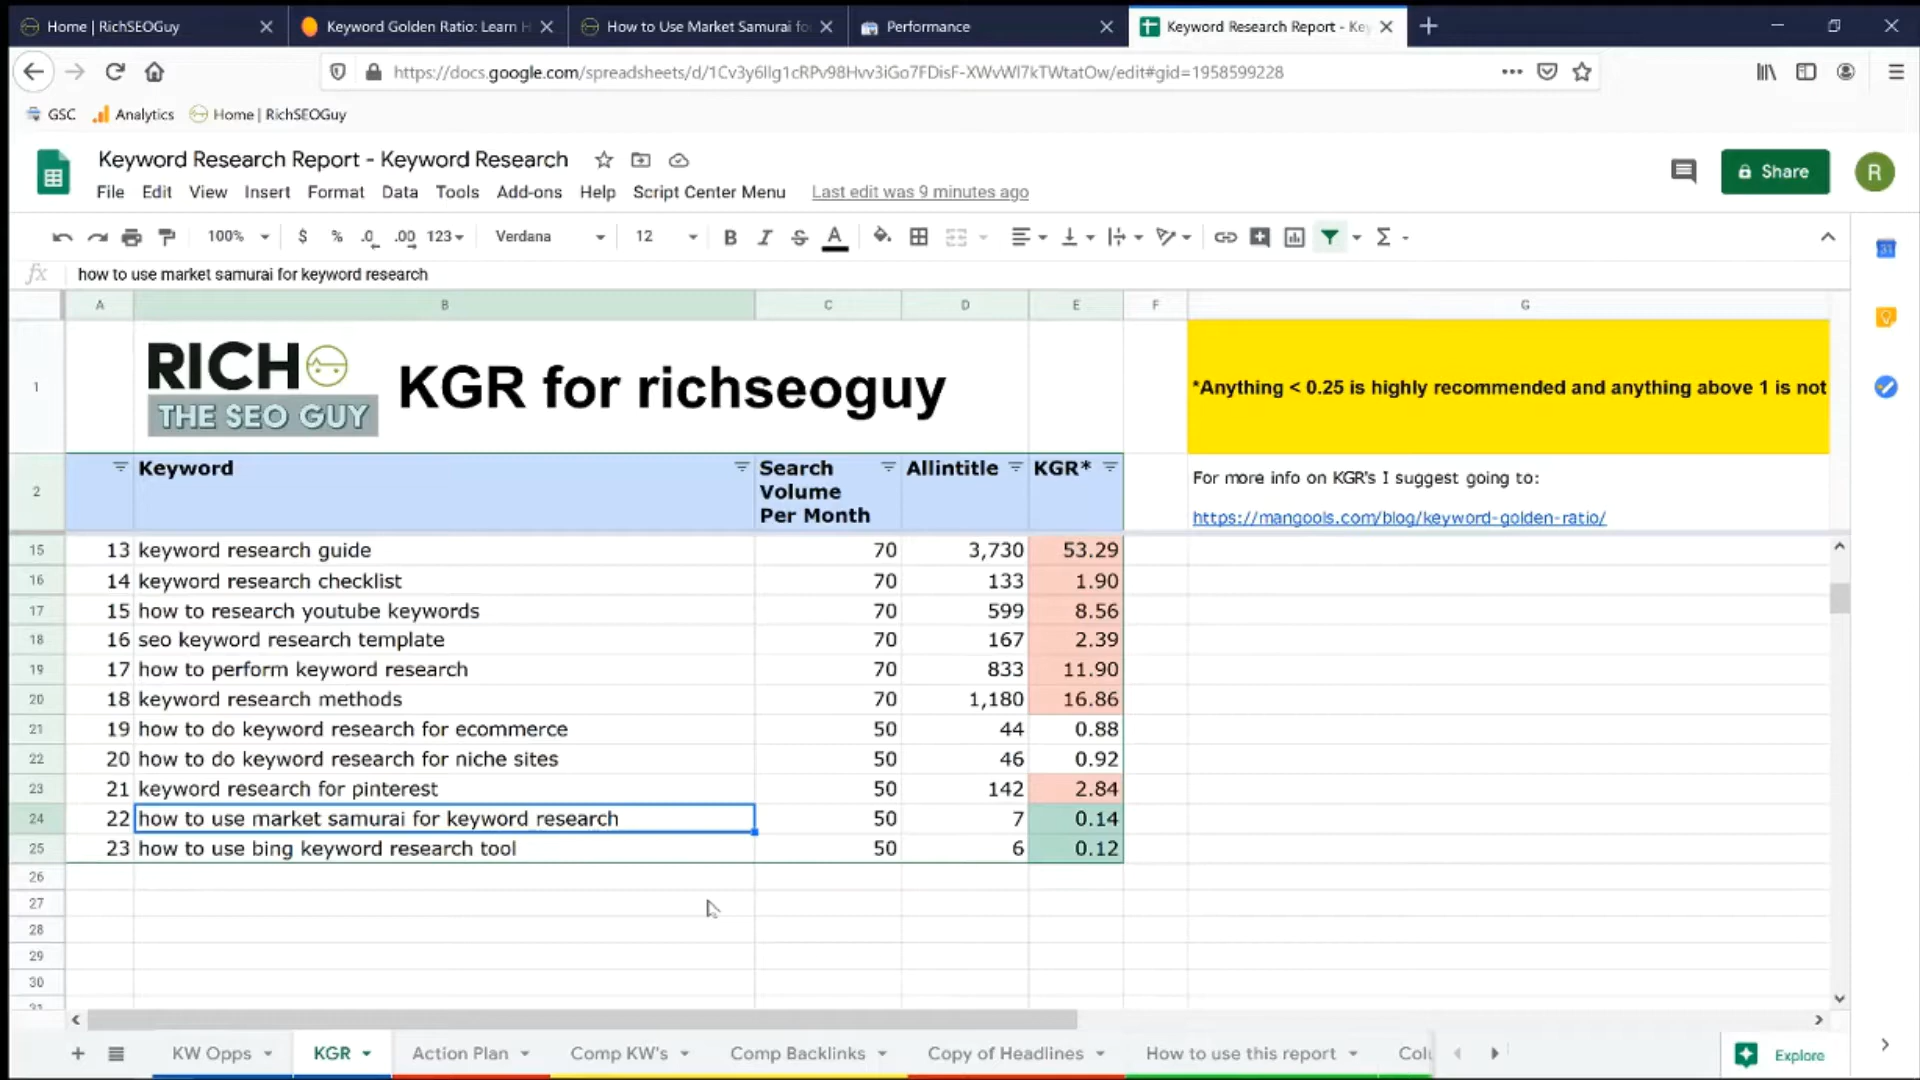 Home | RichSEOGuy
Keyword Golden Ratio: Learn H
How to Use Market Samurai fo
Performance
Keyword Research Report - Key
https://docs.google.com/spreadsheets/d/1Cv3y6Ilg1cRPv98Hvv3iGo7FDisF-XWvWl7kTWtatOw/edit#gid=1958599228
GSC
Analytics
Home | RichSEOGuy
Keyword Research Report - Keyword Research
Share
R
File Edit View Insert Format Data Tools Add-ons Help Script Center Menu Last edit was 9 minutes ago
100% $ % .0 .00 123 Verdana 12 B I S A Σ
31
fx how to use market samurai for keyword research
A B C D E F G
1
RICH
THE SEO GUY
KGR for richseoguy
*Anything < 0.25 is highly recommended and anything above 1 is not
2
Keyword
Search Volume Per Month
Allintitle
KGR*
For more info on KGR's I suggest going to:
https://mangools.com/blog/keyword-golden-ratio/
15 13 keyword research guide 70 3,730 53.29
16 14 keyword research checklist 70 133 1.90
17 15 how to research youtube keywords 70 599 8.56
18 16 seo keyword research template 70 167 2.39
19 17 how to perform keyword research 70 833 11.90
20 18 keyword research methods 70 1,180 16.86
21 19 how to do keyword research for ecommerce 50 44 0.88
22 20 how to do keyword research for niche sites 50 46 0.92
23 21 keyword research for pinterest 50 142 2.84
24 22 how to use market samurai for keyword research 50 7 0.14
25 23 how to use bing keyword research tool 50 6 0.12
26
27
28
29
30
31
KW Opps KGR Action Plan Comp KW's Comp Backlinks Copy of Headlines How to use this report Explore